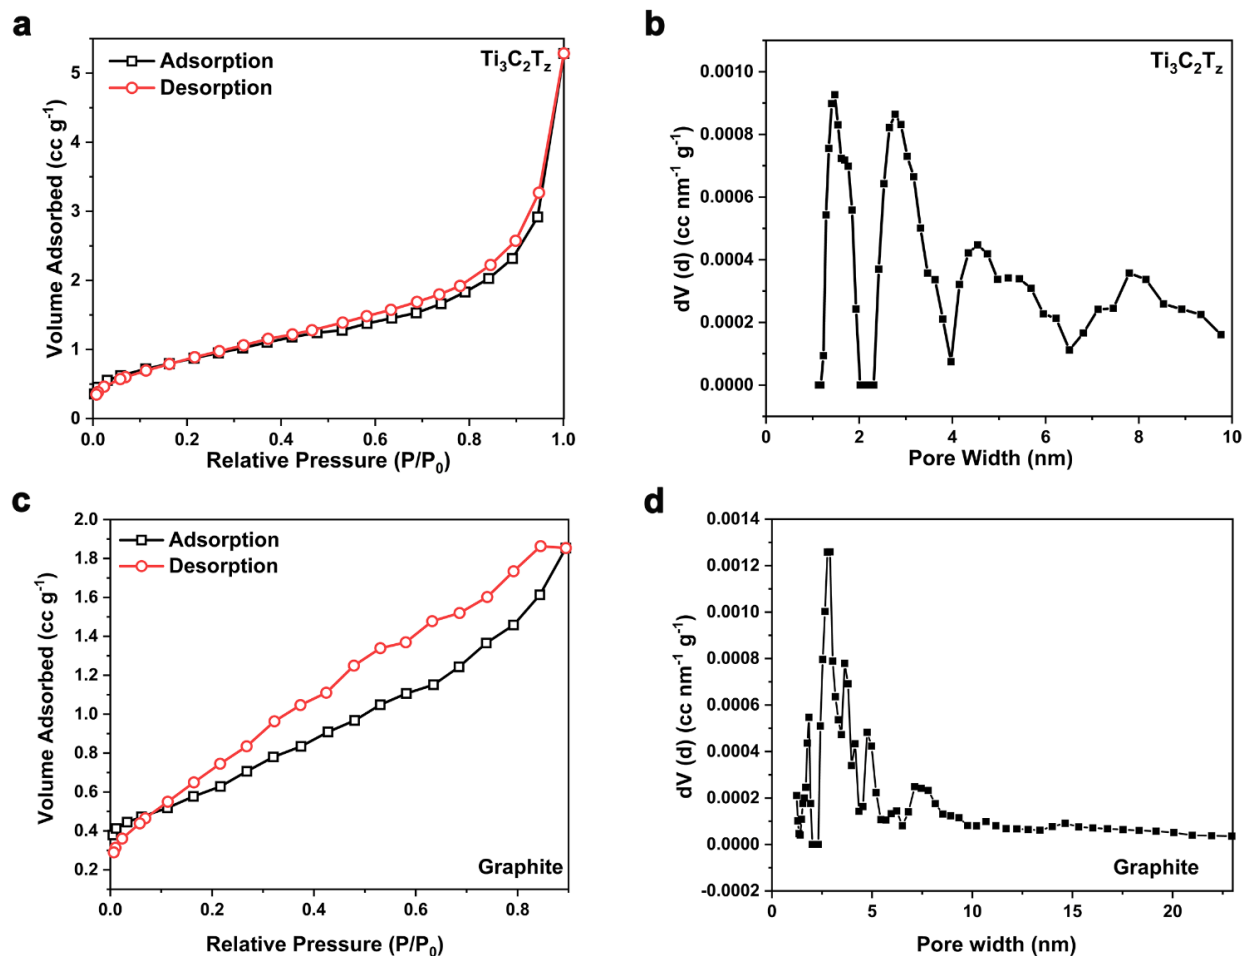 a
Adsorption
Desorption
Ti₃C₂T_z
5
4
3
2
1
0
0.0 0.2 0.4 0.6 0.8 1.0
Volume Adsorbed (cc g⁻¹)
Relative Pressure (P/P₀)
b
Ti₃C₂T_z
0.0010
0.0008
0.0006
0.0004
0.0002
0.0000
0 2 4 6 8 10
dV (d) (cc nm⁻¹ g⁻¹)
Pore Width (nm)
c
Adsorption
Desorption
2.0
1.8
1.6
1.4
1.2
1.0
0.8
0.6
0.4
0.2
Graphite
0.0 0.2 0.4 0.6 0.8
Volume Adsorbed (cc g⁻¹)
Relative Pressure (P/P₀)
d
0.0014
0.0012
0.0010
0.0008
0.0006
0.0004
0.0002
0.0000
-0.0002
Graphite
0 5 10 15 20
dV (d) (cc nm⁻¹ g⁻¹)
Pore width (nm)